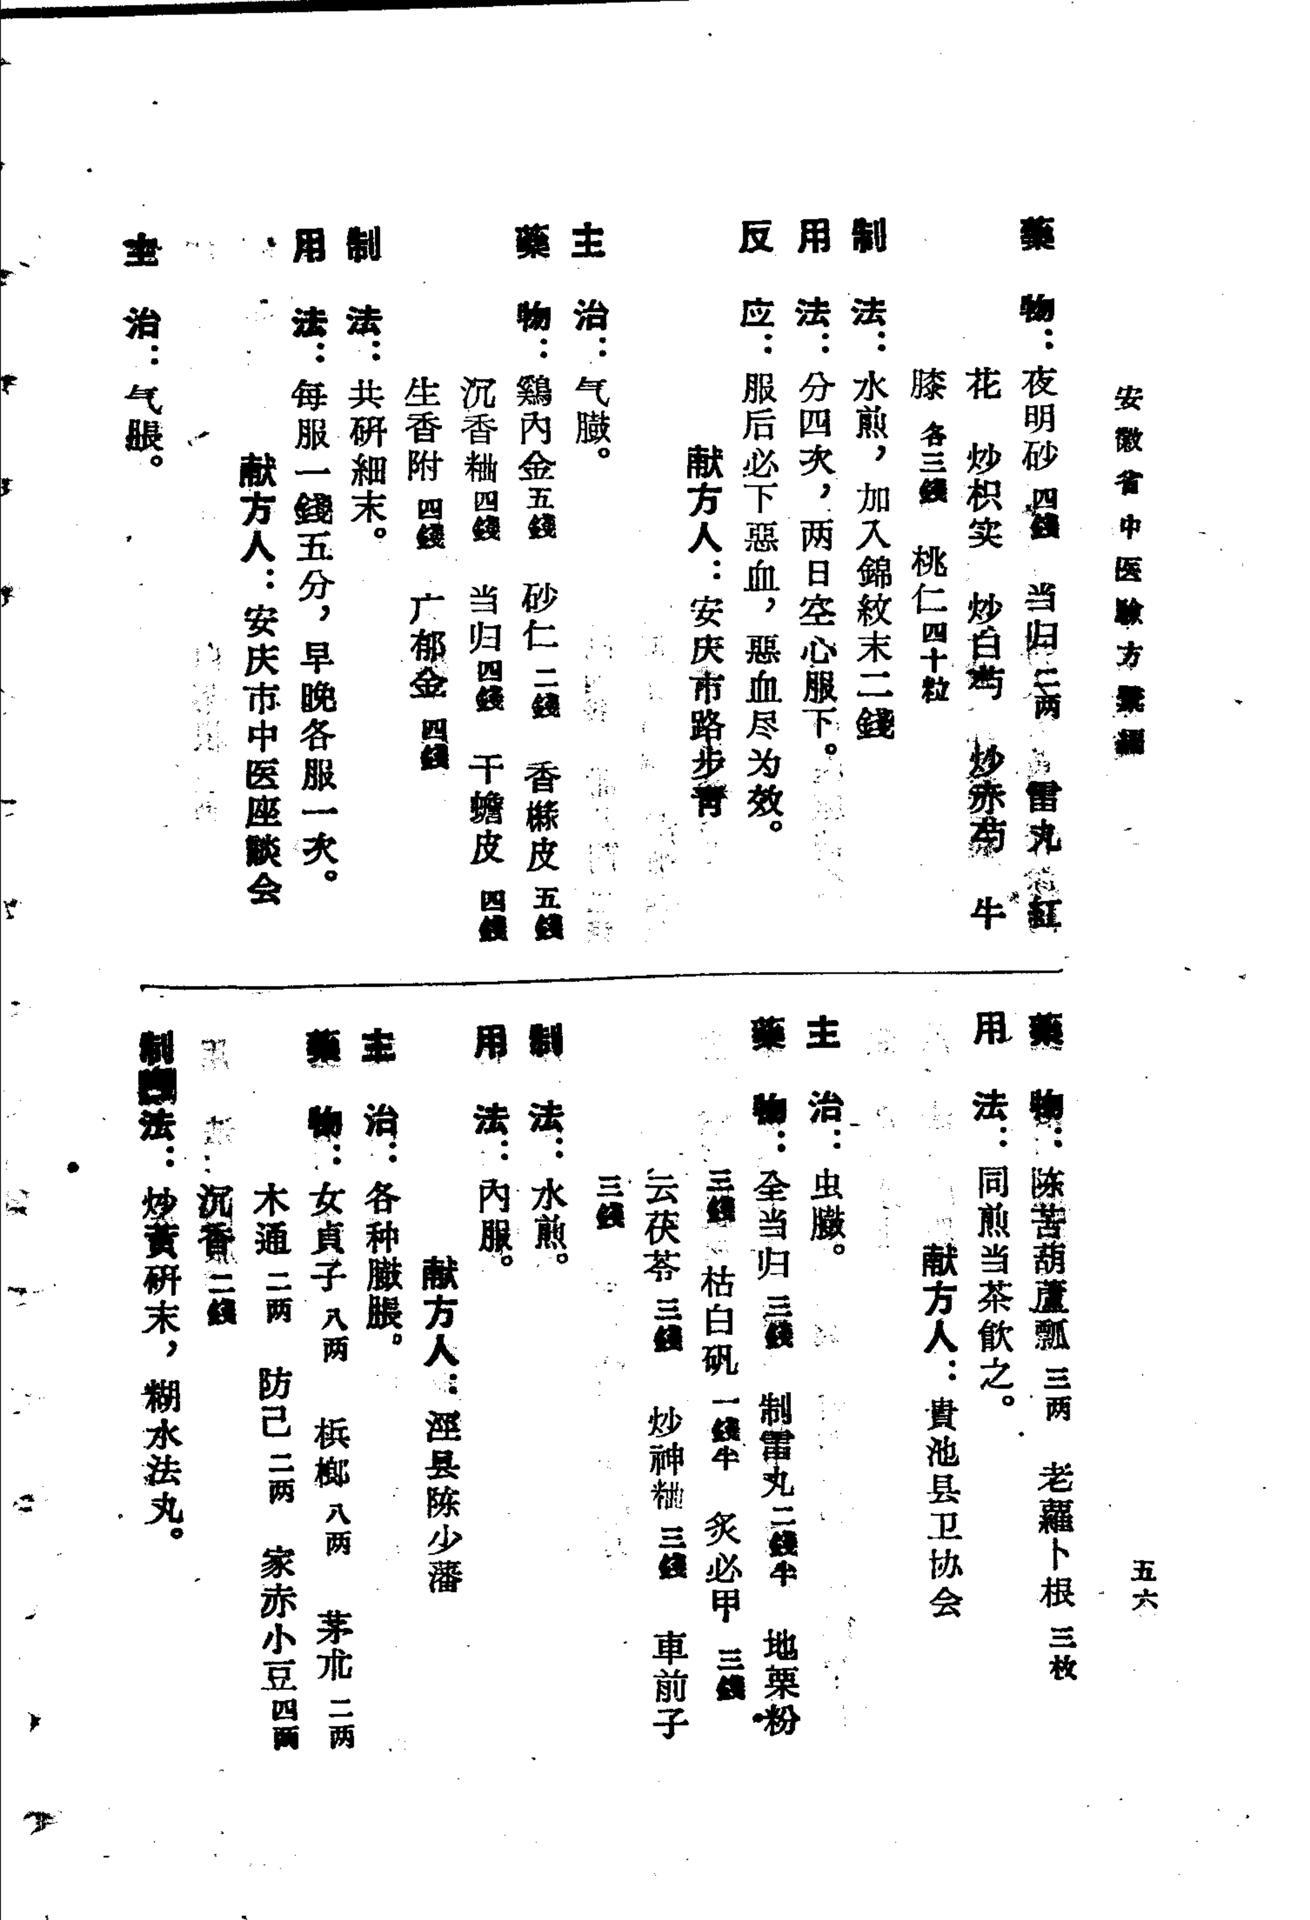 安徽省中医驗方彙編
藥　物：夜明砂 四錢　当归 二两　雷丸　紅
花　炒枳实　炒白芍　炒赤芍　牛
膝 各三錢　桃仁 四十粒
制　法：水煎，加入錦紋末二錢
用　法：分四次，两日空心服下。
反　应：服后必下惡血，惡血尽为效。
献方人：安庆市路步青
主　治：气臌。
藥　物：鷄內金 五錢　砂仁 二錢　香橼皮 五錢
沉香粬 四錢　当归 四錢　干蟾皮 四錢
生香附 四錢　广郁金 四錢
制　法：共研細末。
用　法：每服一錢五分，早晚各服一次。
献方人：安庆市中医座談会
主　治：气脹。
藥　物：陈苦葫蘆瓢 三两　老蘿卜根 三枚
用　法：同煎当茶飲之。
献方人：貴池县卫协会
主　治：虫臌。
藥　物：全当归 三錢　制雷丸 二錢半　地栗粉
三錢　枯白矾 一錢半　炙必甲 三錢
云茯苓 三錢　炒神粬 三錢　車前子
三錢
制　法：水煎。
用　法：內服。
献方人：涇县陈少藩
主　治：各种臌脹。
藥　物：女貞子 八两　梹榔 八两　茅朮 二两
木通 二两　防己 二两　家赤小豆 四两
沉香 二錢
制　法：炒黃研末，糊水法丸。
五六